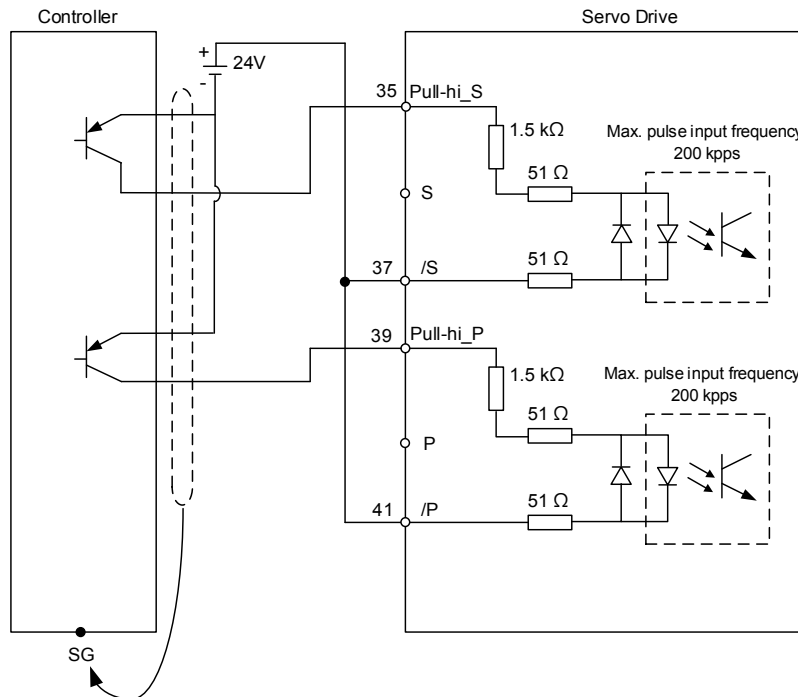 Controller
Servo Drive
+
24V
-
35
Pull-hi_S
1.5 kΩ
Max. pulse input frequency
200 kpps
51 Ω
S
37
/S
51 Ω
39
Pull-hi_P
1.5 kΩ
Max. pulse input frequency
200 kpps
51 Ω
P
41
/P
51 Ω
SG